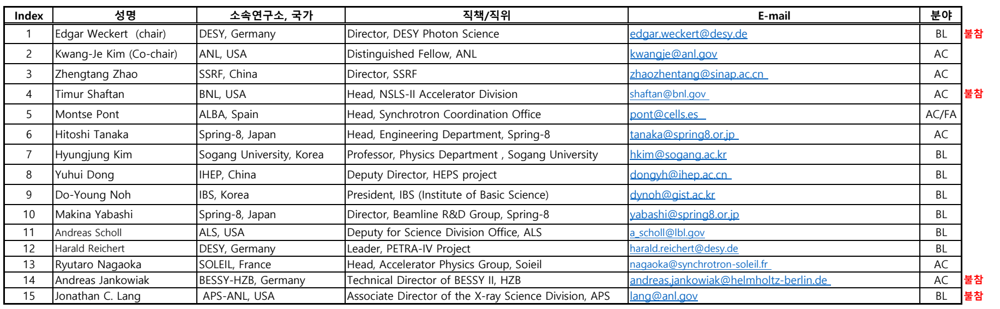 Index 성명 소속연구소, 국가 직책/직위 E-mail 분야
1 Edgar Weckert (chair) DESY, Germany Director, DESY Photon Science edgar.weckert@desy.de BL 불참
2 Kwang-Je Kim (Co-chair) ANL, USA Distinguished Fellow, ANL kwangje@anl.gov AC
3 Zhengtang Zhao SSRF, China Director, SSRF zhaozhentang@sinap.ac.cn AC
4 Timur Shaftan BNL, USA Head, NSLS-II Accelerator Division shaftan@bnl.gov AC 불참
5 Montse Pont ALBA, Spain Head, Synchrotron Coordination Office pont@cells.es AC/FA
6 Hitoshi Tanaka Spring-8, Japan Head, Engineering Department, Spring-8 tanaka@spring8.or.jp AC
7 Hyungjung Kim Sogang University, Korea Professor, Physics Department , Sogang University hkim@sogang.ac.kr BL
8 Yuhui Dong IHEP, China Deputy Director, HEPS project dongyh@ihep.ac.cn BL
9 Do-Young Noh IBS, Korea President, IBS (Institute of Basic Science) dynoh@gist.ac.kr BL
10 Makina Yabashi Spring-8, Japan Director, Beamline R&D Group, Spring-8 yabashi@spring8.or.jp BL
11 Andreas Scholl ALS, USA Deputy for Science Division Office, ALS a_scholl@lbl.gov BL
12 Harald Reichert DESY, Germany Leader, PETRA-IV Project harald.reichert@desy.de BL
13 Ryutaro Nagaoka SOLEIL, France Head, Accelerator Physics Group, Soieil nagaoka@synchrotron-soleil.fr AC
14 Andreas Jankowiak BESSY-HZB, Germany Technical Director of BESSY II, HZB andreas.jankowiak@helmholtz-berlin.de AC 불참
15 Jonathan C. Lang APS-ANL, USA Associate Director of the X-ray Science Division, APS lang@anl.gov BL 불참